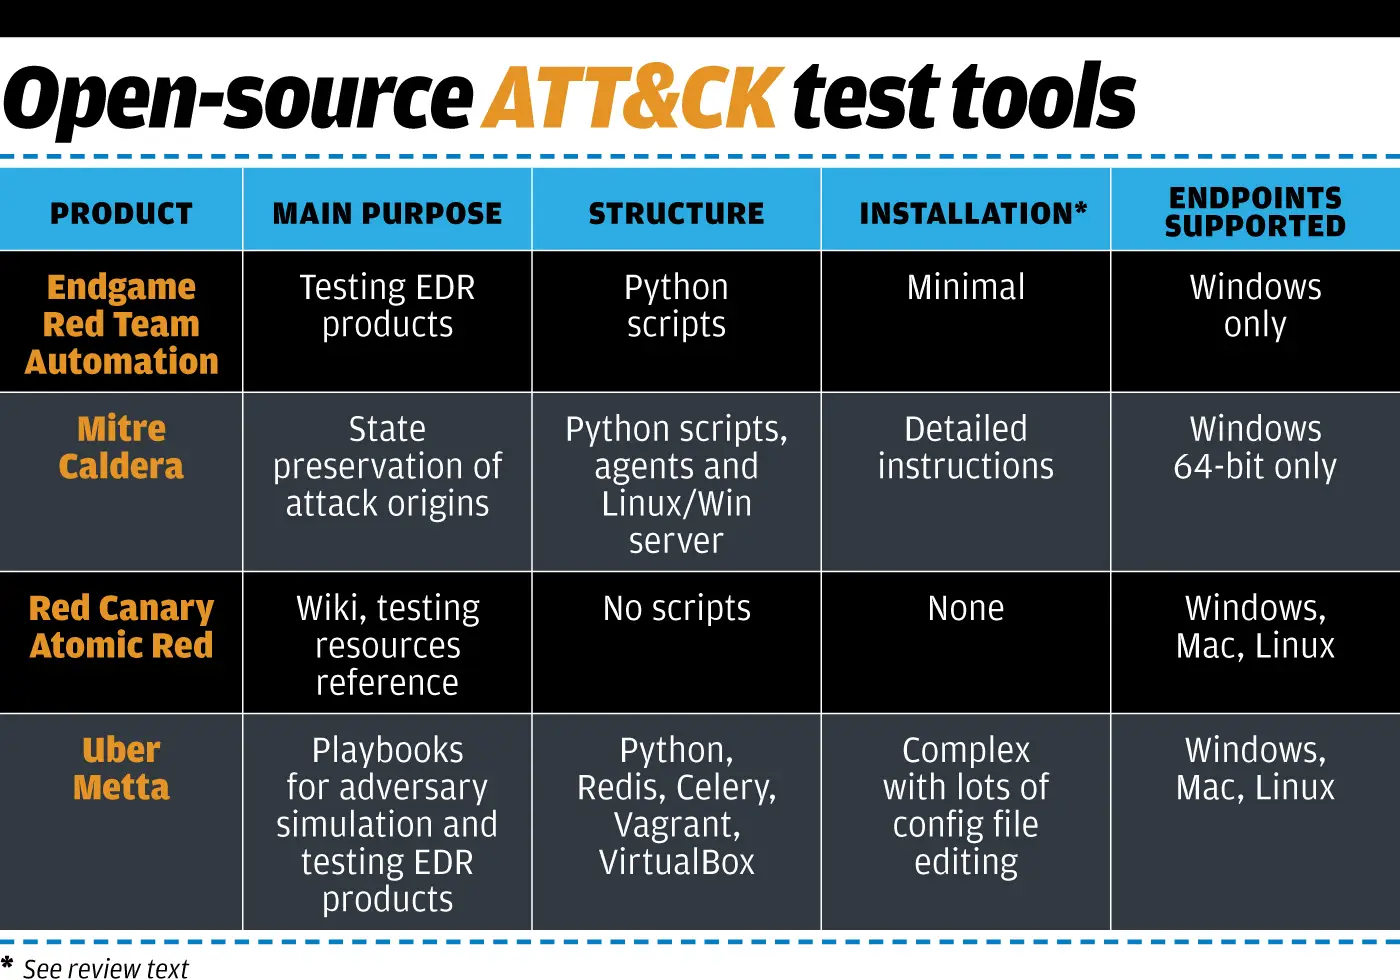 Open-source ATT&CK test tools
PRODUCT
MAIN PURPOSE
STRUCTURE
INSTALLATION*
ENDPOINTS
SUPPORTED
Endgame
Red Team
Automation
Testing EDR
products
Python
scripts
Minimal
Windows
only
Mitre
Caldera
State
preservation of
attack origins
Python scripts,
agents and
Linux/Win
server
Detailed
instructions
Windows
64-bit only
Red Canary
Atomic Red
Wiki, testing
resources
reference
No scripts
None
Windows,
Mac, Linux
Uber
Metta
Playbooks
for adversary
simulation and
testing EDR
products
Python,
Redis, Celery,
Vagrant,
VirtualBox
Complex
with lots of
config file
editing
Windows,
Mac, Linux
* See review text